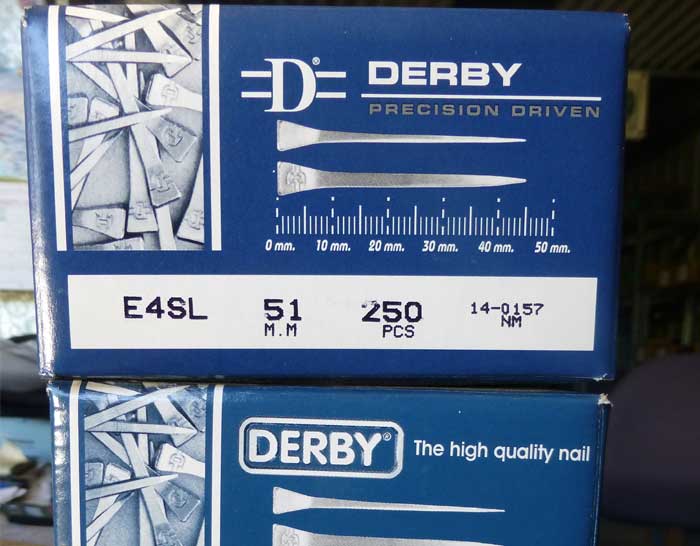 D®
DERBY
PRECISION DRIVEN
0 mm. 10 mm. 20 mm. 30 mm. 40 mm. 50 mm.
E4SL 51 M.M 250 PCS 14-0157 NM
DERBY® The high quality nail